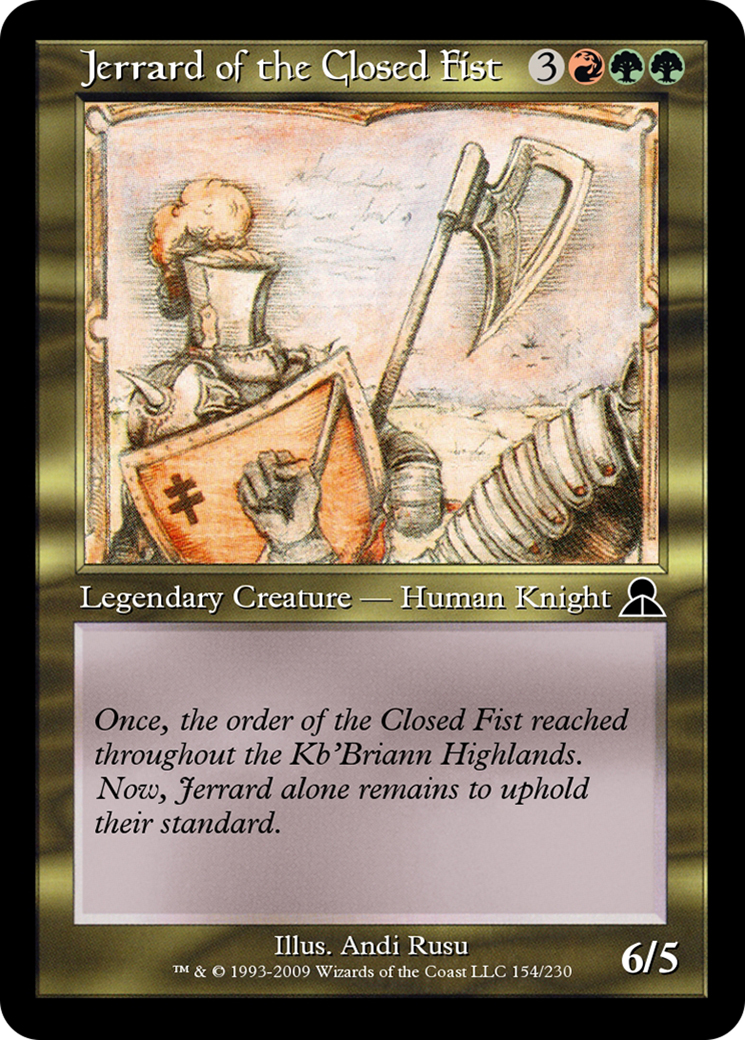 Jerrard of the Closed Fist 3
Legendary Creature — Human Knight
Once, the order of the Closed Fist reached
throughout the Kb'Briann Highlands.
Now, Jerrard alone remains to uphold
their standard.
Illus. Andi Rusu
™ & © 1993-2009 Wizards of the Coast LLC 154/230
6/5